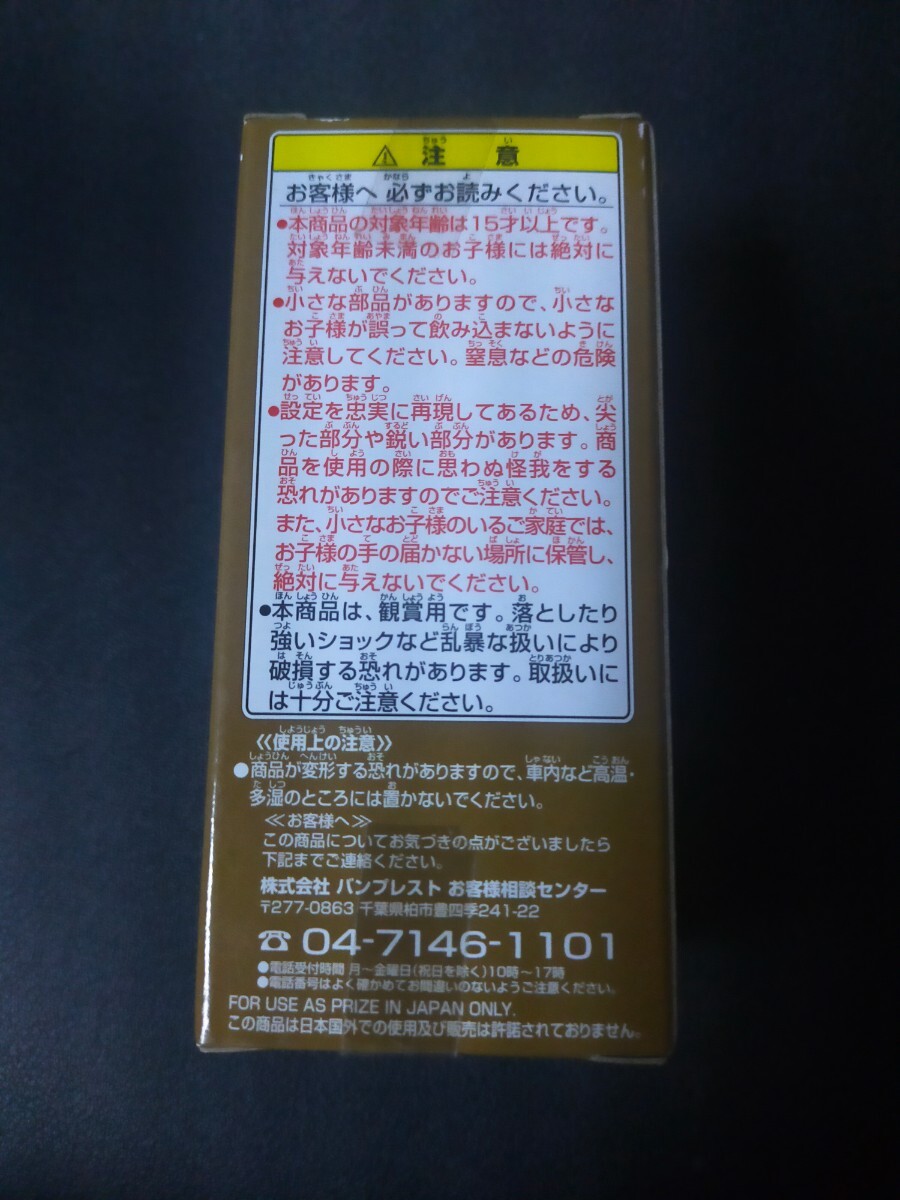 ⚠ 注意
お客様へ 必ずお読みください。
●本商品の対象年齢は15才以上です。
対象年齢未満のお子様には絶対に
与えないでください。
●小さな部品がありますので、小さな
お子様が誤って飲み込まないように
注意してください。窒息などの危険
があります。
●設定を忠実に再現してあるため、尖
った部分や鋭い部分があります。商
品を使用の際に思わぬ怪我をする
恐れがありますのでご注意ください。
また、小さなお子様のいるご家庭では、
お子様の手の届かない場所に保管し、
絶対に与えないでください。
●本商品は、観賞用です。落としたり
強いショックなど乱暴な扱いにより
破損する恐れがあります。取扱いに
は十分ご注意ください。
《使用上の注意》
●商品が変形する恐れがありますので、車内など高温・
多湿のところには置かないでください。
≪お客様へ≫
この商品についてお気づきの点がございましたら
下記までご連絡ください。
株式会社 バンプレスト お客様相談センター
〒277-0863 千葉県柏市豊四季241-22
☎ 04-7146-1101
●電話受付時間 月～金曜日(祝日を除く)10時～17時
●電話番号はよく確かめてお間違いのないようご注意ください。
FOR USE AS PRIZE IN JAPAN ONLY.
この商品は日本国外での使用及び販売は許諾されておりません。